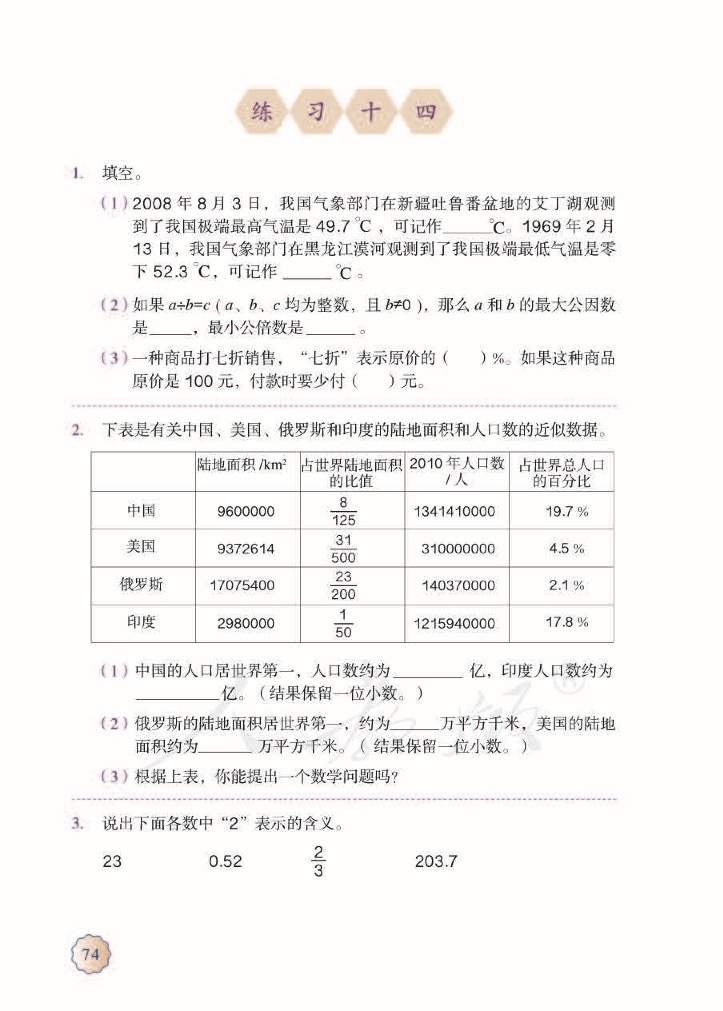 练习十四
1. 填空。
(1) 2008 年 8 月 3 日，我国气象部门在新疆吐鲁番盆地的艾丁湖观测
到了我国极端最高气温是 49.7 ℃ ，可记作_____℃。1969 年 2 月
13 日，我国气象部门在黑龙江漠河观测到了我国极端最低气温是零
下 52.3 ℃，可记作 _____ ℃ 。
(2) 如果 a÷b=c ( a、b、c 均为整数，且 b≠0 )，那么 a 和 b 的最大公因数
是_____，最小公倍数是_____ 。
(3) 一种商品打七折销售，“七折”表示原价的（　　）%。如果这种商品
原价是 100 元，付款时要少付（　　）元。
2. 下表是有关中国、美国、俄罗斯和印度的陆地面积和人口数的近似数据。
陆地面积 /km² 占世界陆地面积的比值 2010 年人口数 /人 占世界总人口的百分比
中国 9600000 8/125 1341410000 19.7 %
美国 9372614 31/500 310000000 4.5 %
俄罗斯 17075400 23/200 140370000 2.1 %
印度 2980000 1/50 1215940000 17.8 %
(1) 中国的人口居世界第一，人口数约为_______ 亿，印度人口数约为
________亿。（结果保留一位小数。）
(2) 俄罗斯的陆地面积居世界第一，约为_____万平方千米，美国的陆地
面积约为_____ 万平方千米。（结果保留一位小数。）
(3) 根据上表，你能提出一个数学问题吗？
3. 说出下面各数中“2”表示的含义。
23 0.52 2/3 203.7
74